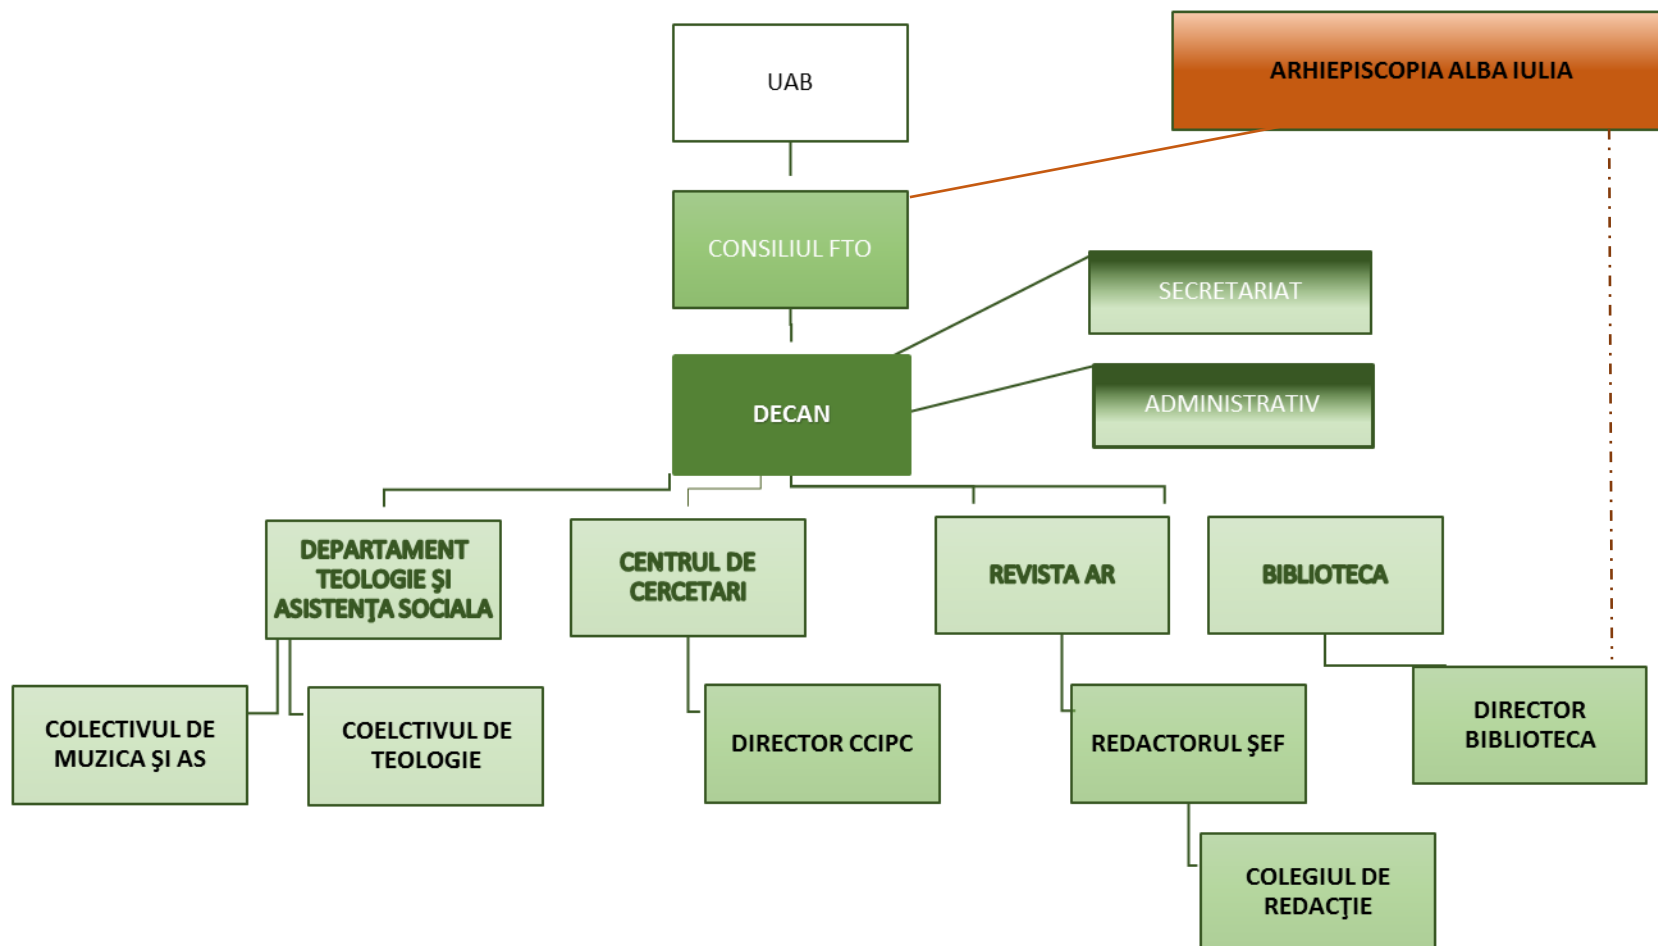 UAB
ARHIEPISCOPIA ALBA IULIA
CONSILIUL FTO
SECRETARIAT
DECAN
ADMINISTRATIV
DEPARTAMENT
TEOLOGIE ŞI
ASISTENŢA SOCIALA
CENTRUL DE
CERCETARI
REVISTA AR
BIBLIOTECA
COLECTIVUL DE
MUZICA ŞI AS
COELCTIVUL DE
TEOLOGIE
DIRECTOR CCIPC
REDACTORUL ŞEF
DIRECTOR
BIBLIOTECA
COLEGIUL DE
REDACŢIE